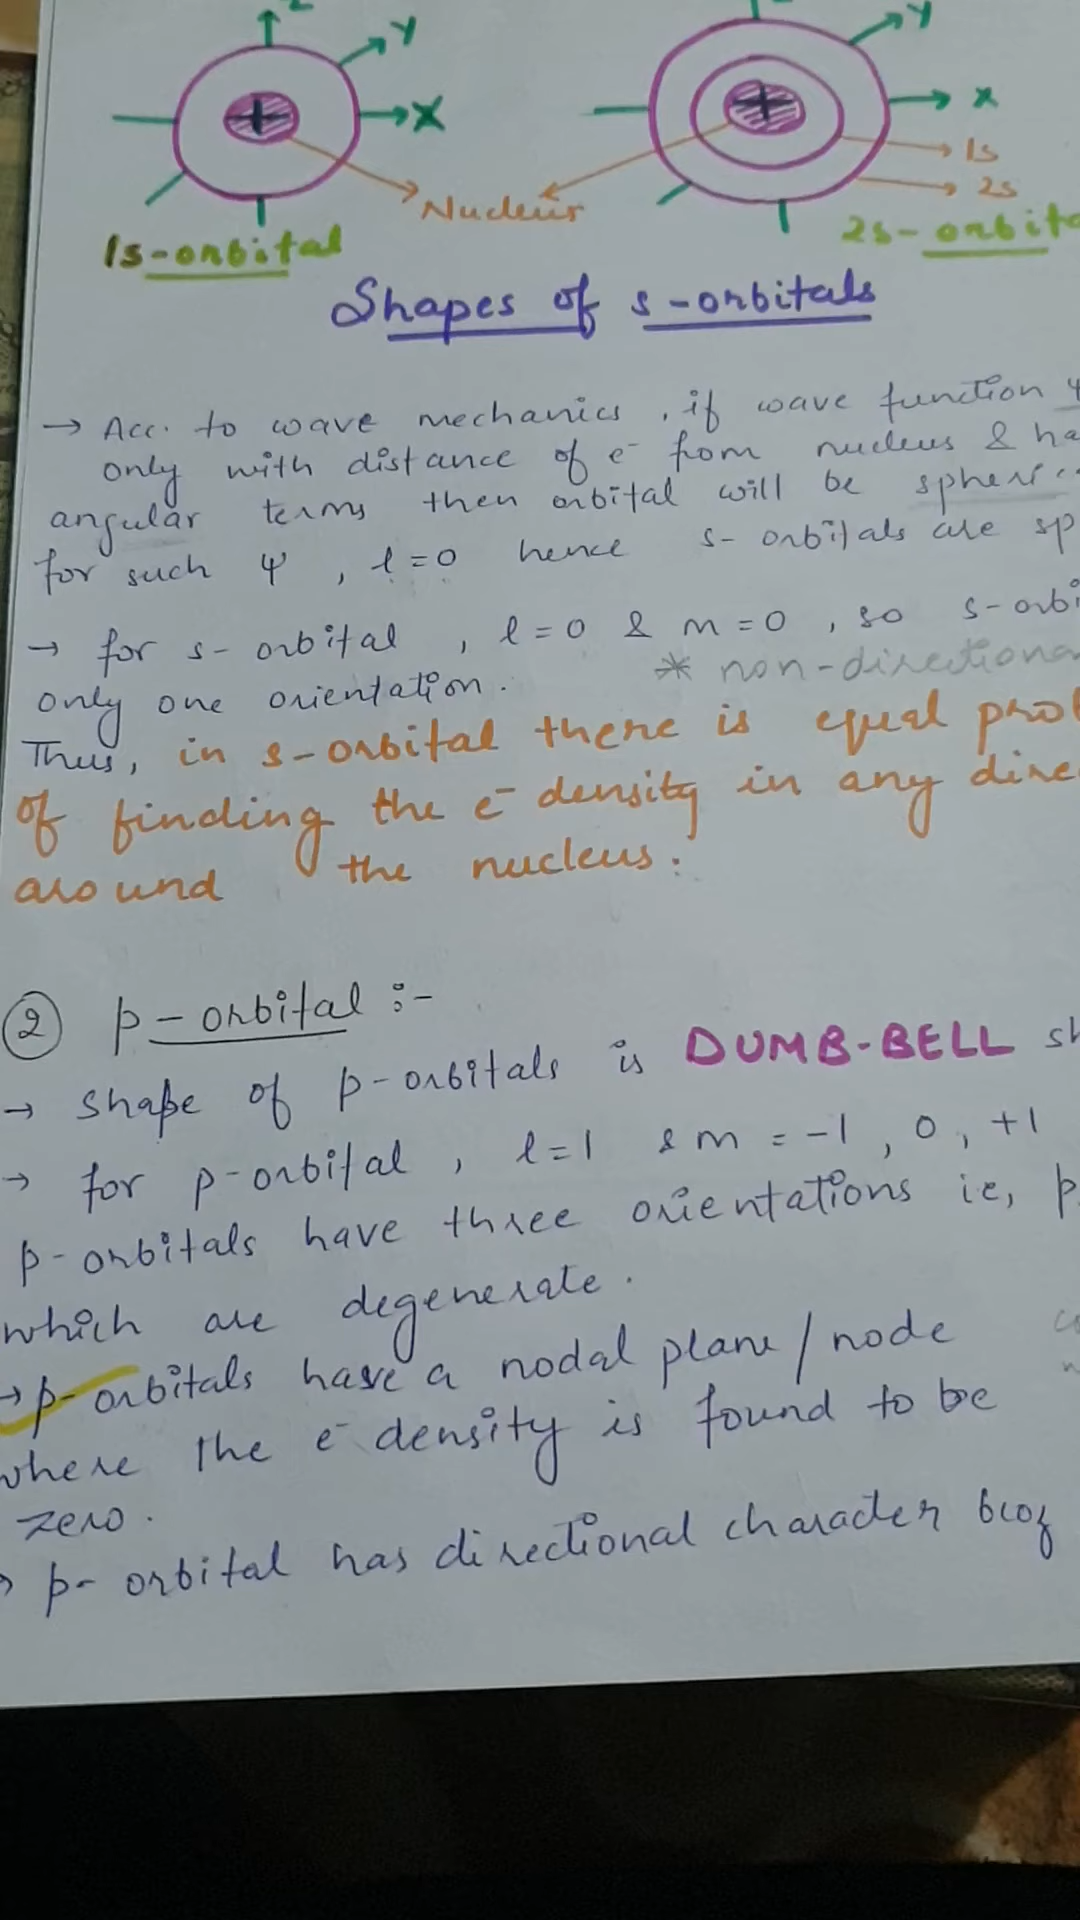 Y
Y
X
x
1s
2s
Nucleus
1s-orbital
2s-orbit
Shapes of s-orbitals
→ Acc. to wave mechanics, if wave function ψ
only with distance of e⁻ from nucleus & ha
angular terms then orbital will be spheri
for such ψ, l=0 hence s-orbitals are sp
→ for s-orbital, l=0 & m=0, so s-orbi
only one orientation. * non-directiona
Thus, in s-orbital there is equal prob
of finding the e⁻ density in any dire
around the nucleus.
② p-orbital :-
→ shape of p-orbitals is DUMB-BELL sh
→ for p-orbital, l=1 & m = -1, 0, +1
p-orbitals have three orientations ie, p
which are degenerate.
→ p-orbitals have a nodal plane/node
where the e⁻ density is found to be
zero.
→ p-orbital has directional character bcoz